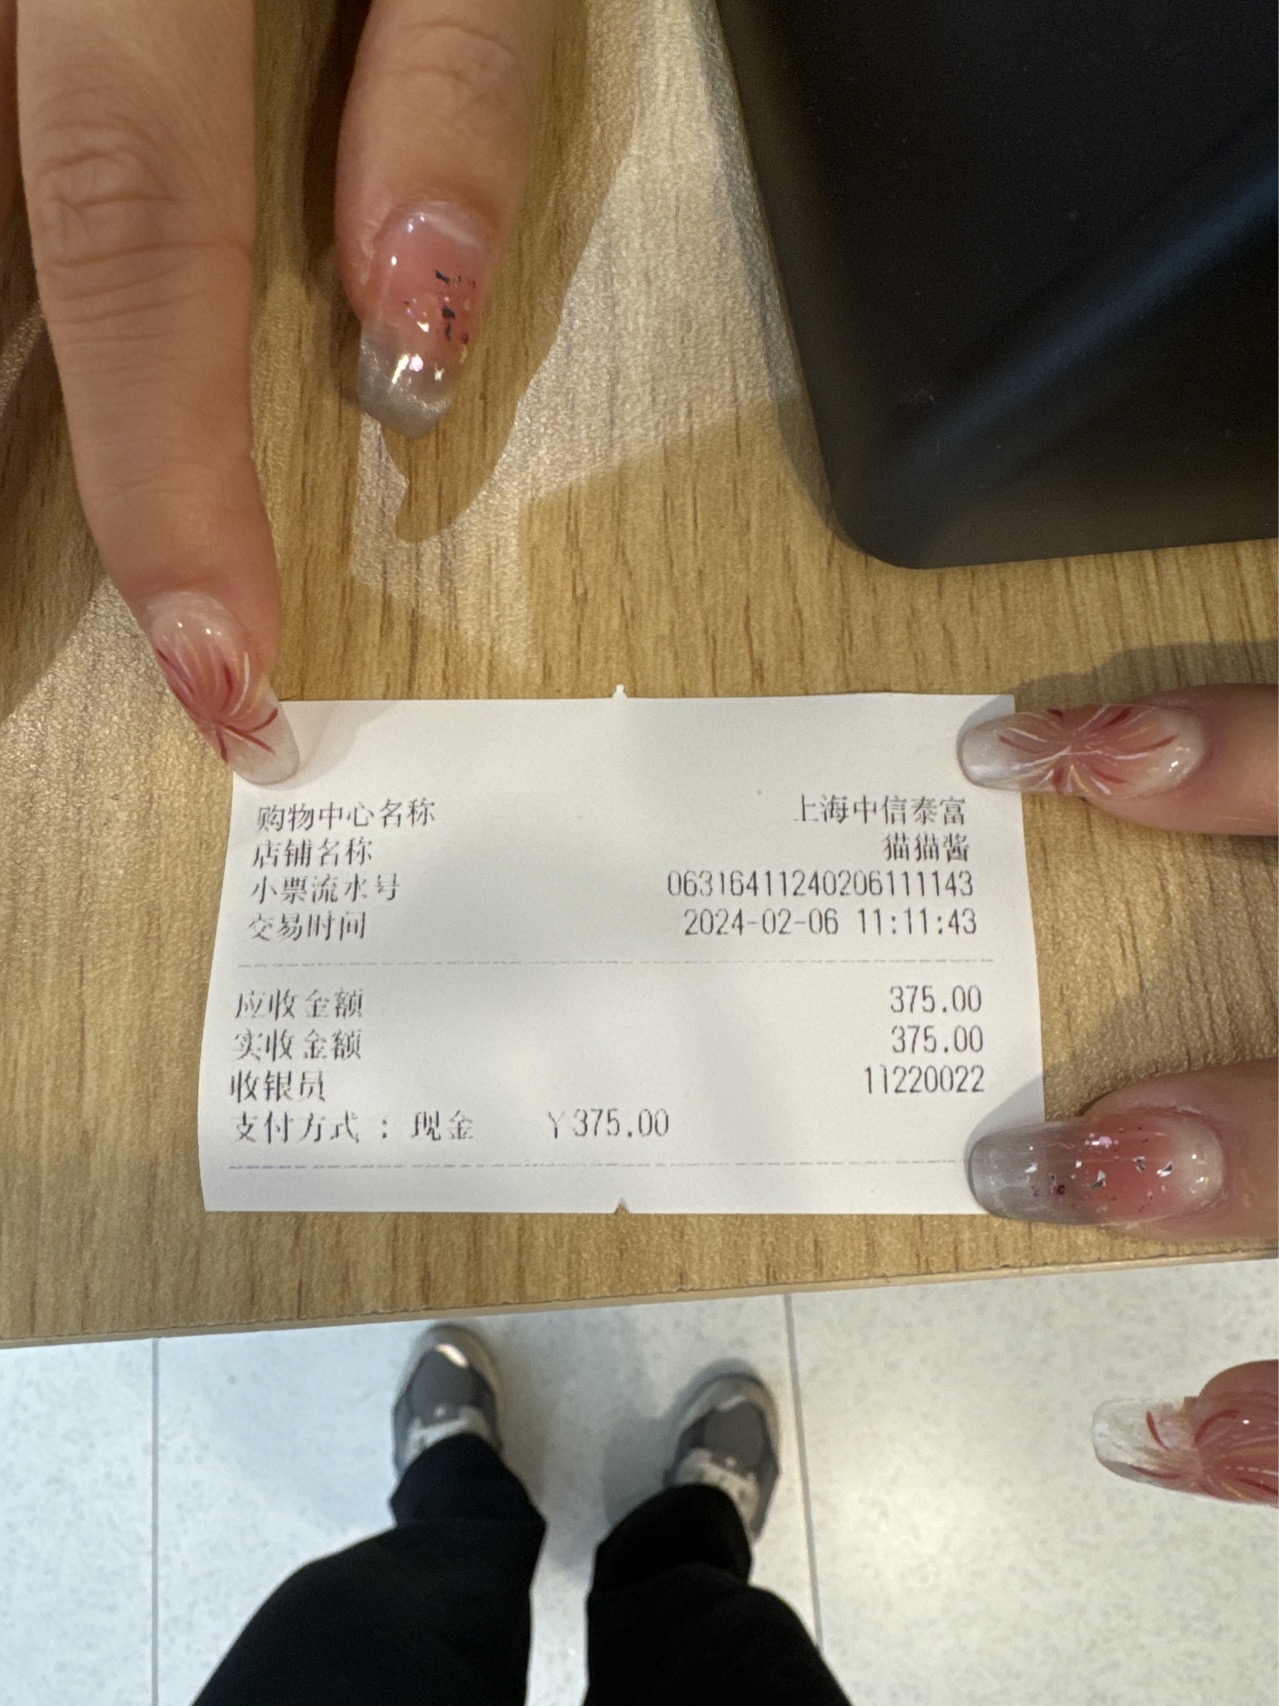 购物中心名称 上海中信泰富
店铺名称 猫猫酱
小票流水号 06316411240206111143
交易时间 2024-02-06 11:11:43
应收金额 375.00
实收金额 375.00
收银员 11220022
支付方式 : 现金 ￥375.00